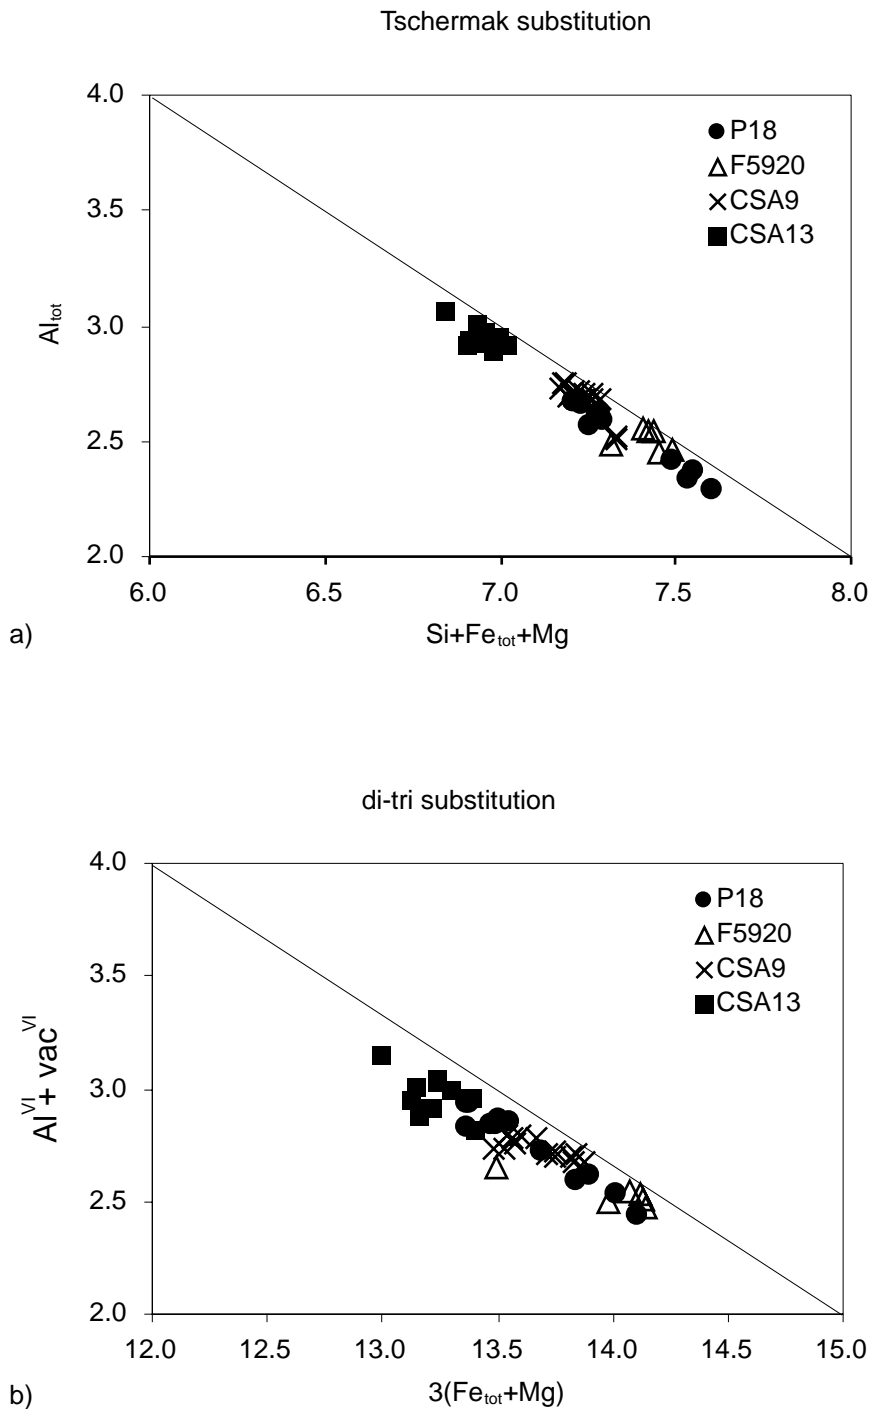 Tschermak substitution
4.0
P18
F5920
3.5
CSA9
CSA13
Al_tot
3.0
2.5
2.0
6.0 6.5 7.0 7.5 8.0
a)
Si+Fe_tot+Mg
di-tri substitution
4.0
P18
F5920
3.5
CSA9
CSA13
Al^VI + vac^VI
3.0
2.5
2.0
12.0 12.5 13.0 13.5 14.0 14.5 15.0
b)
3(Fe_tot+Mg)